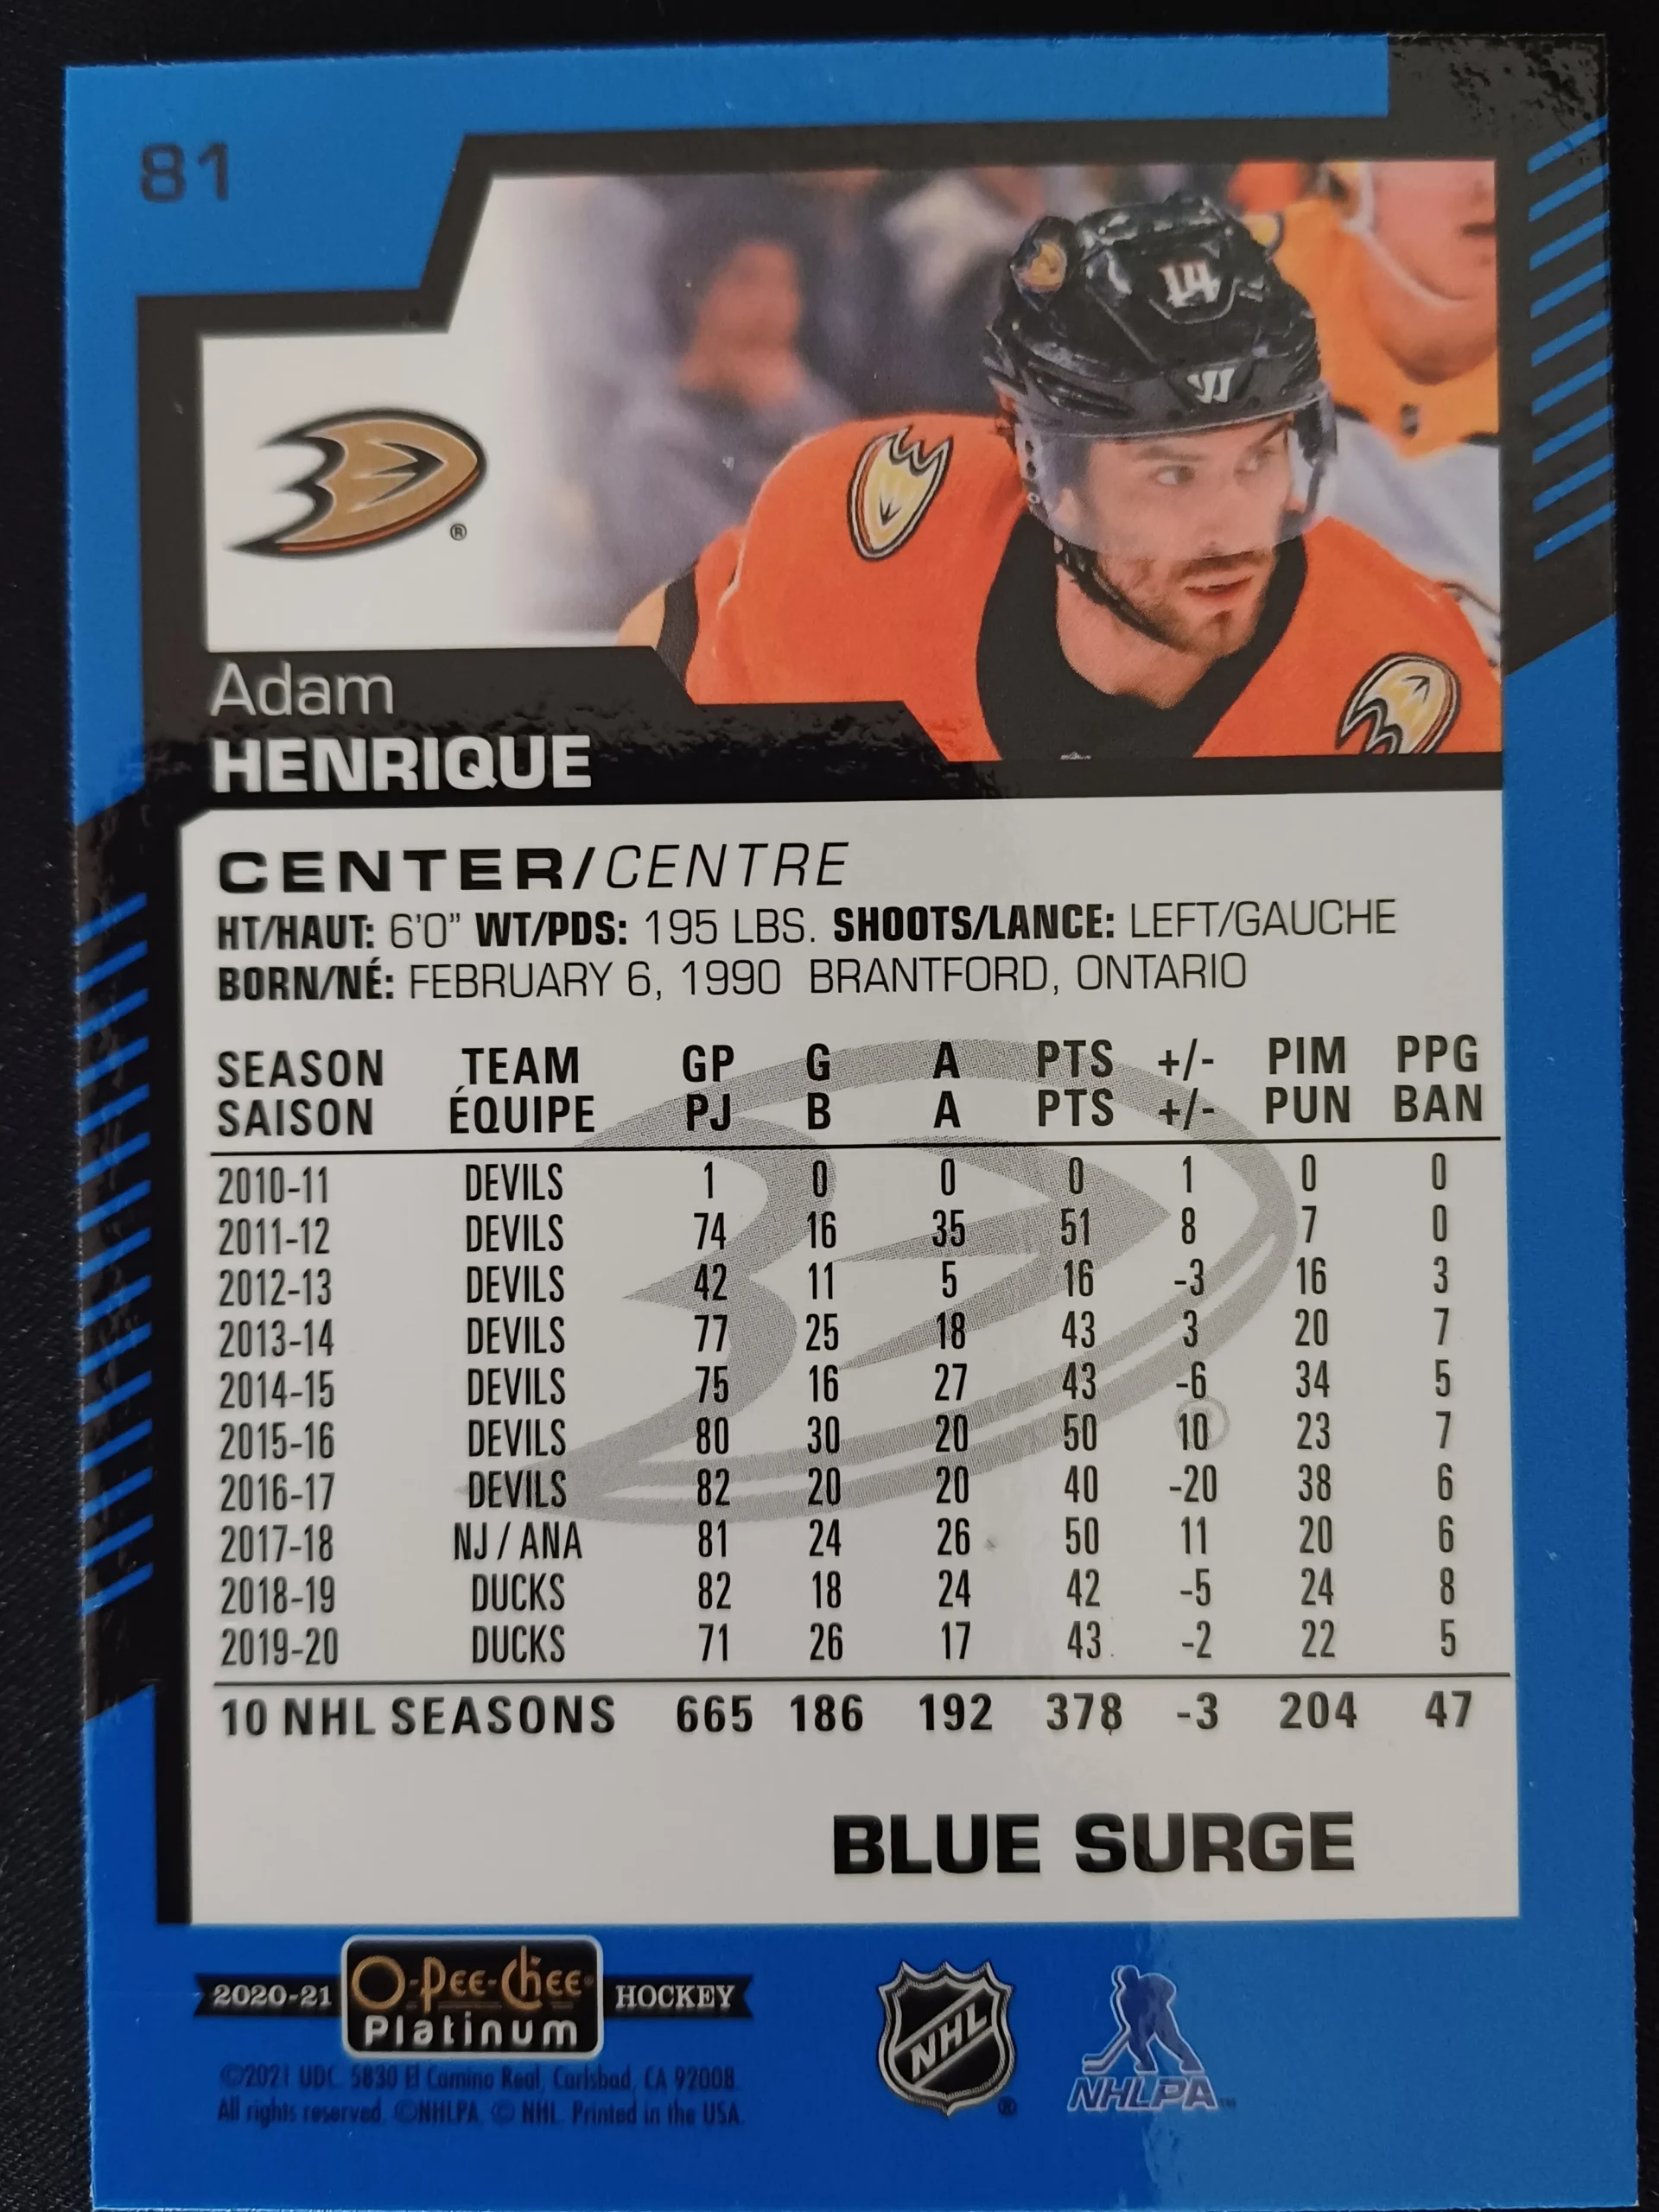 81
14
®
Adam
HENRIQUE
CENTER/CENTRE
HT/HAUT: 6'0" WT/PDS: 195 LBS. SHOOTS/LANCE: LEFT/GAUCHE
BORN/NÉ: FEBRUARY 6, 1990 BRANTFORD, ONTARIO
SEASON TEAM GP G A PTS +/- PIM PPG
SAISON ÉQUIPE PJ B A PTS +/- PUN BAN
2010-11 DEVILS 1 0 0 0 1 0 0
2011-12 DEVILS 74 16 35 51 8 7 0
2012-13 DEVILS 42 11 5 16 -3 16 3
2013-14 DEVILS 77 25 18 43 3 20 7
2014-15 DEVILS 75 16 27 43 -6 34 5
2015-16 DEVILS 80 30 20 50 10 23 7
2016-17 DEVILS 82 20 20 40 -20 38 6
2017-18 NJ / ANA 81 24 26 50 11 20 6
2018-19 DUCKS 82 18 24 42 -5 24 8
2019-20 DUCKS 71 26 17 43 -2 22 5
10 NHL SEASONS 665 186 192 378 -3 204 47
BLUE SURGE
2020-21 O-Pee-Chee HOCKEY
Platinum
NHL ®
NHLPA ™
©2021 UDC. 5830 El Camino Real, Carlsbad, CA 92008.
All rights reserved. ©NHLPA. © NHL. Printed in the USA.